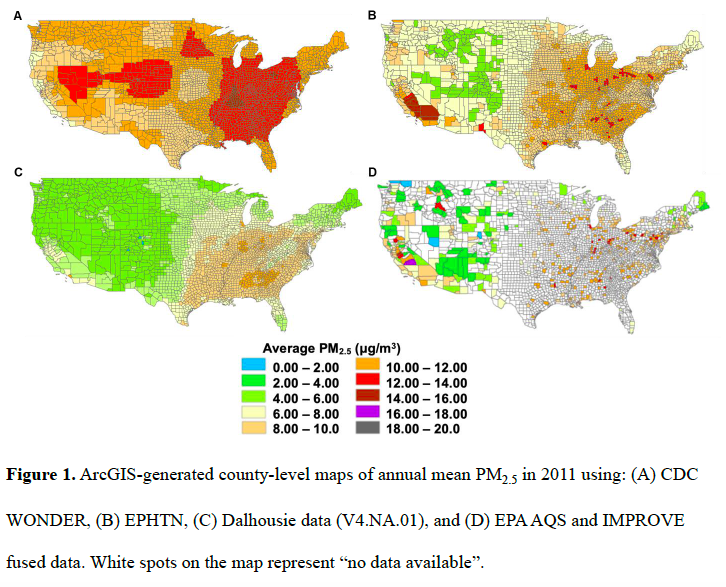 A
B
C
D
Average PM2.5 (µg/m3)
0.00 – 2.00
2.00 – 4.00
4.00 – 6.00
6.00 – 8.00
8.00 – 10.0
10.00 – 12.00
12.00 – 14.00
14.00 – 16.00
16.00 – 18.00
18.00 – 20.0
Figure 1. ArcGIS-generated county-level maps of annual mean PM2.5 in 2011 using: (A) CDC
WONDER, (B) EPHTN, (C) Dalhousie data (V4.NA.01), and (D) EPA AQS and IMPROVE
fused data. White spots on the map represent “no data available”.